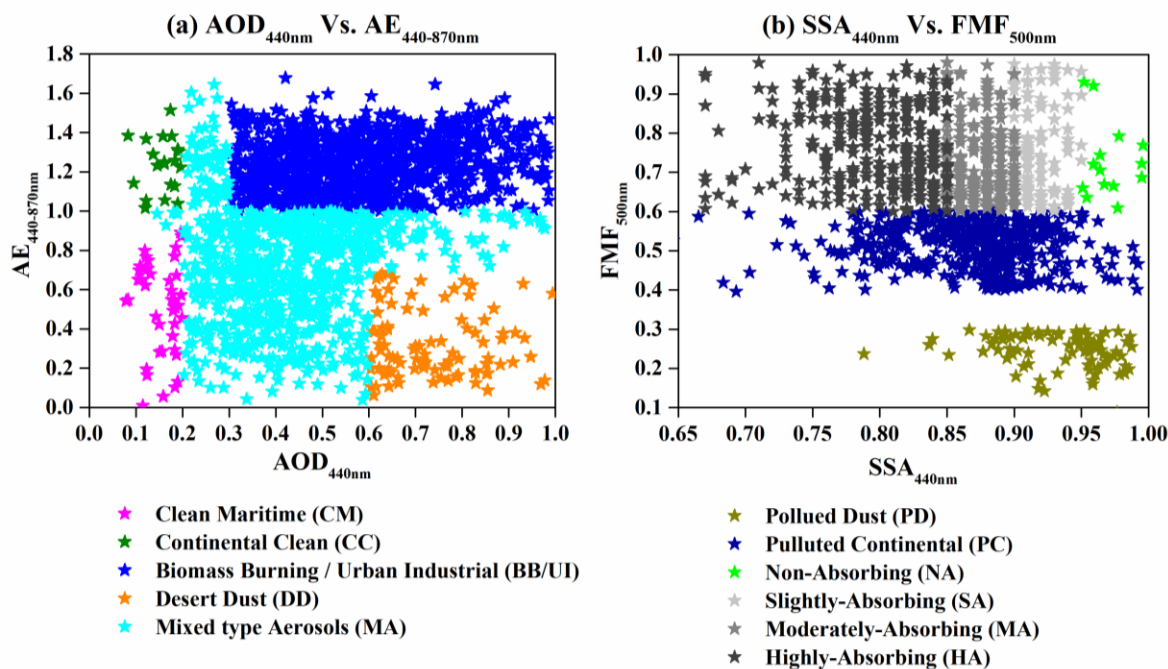 (a) AOD440nm Vs. AE440-870nm
1.8
1.6
1.4
1.2
1.0
0.8
0.6
0.4
0.2
0.0
AE440-870nm
0.0 0.1 0.2 0.3 0.4 0.5 0.6 0.7 0.8 0.9 1.0
AOD440nm
Clean Maritime (CM)
Continental Clean (CC)
Biomass Burning / Urban Industrial (BB/UI)
Desert Dust (DD)
Mixed type Aerosols (MA)
(b) SSA440nm Vs. FMF500nm
1.0
0.9
0.8
0.7
0.6
0.5
0.4
0.3
0.2
0.1
FMF500nm
0.65 0.70 0.75 0.80 0.85 0.90 0.95 1.00
SSA440nm
Pollued Dust (PD)
Pulluted Continental (PC)
Non-Absorbing (NA)
Slightly-Absorbing (SA)
Moderately-Absorbing (MA)
Highly-Absorbing (HA)